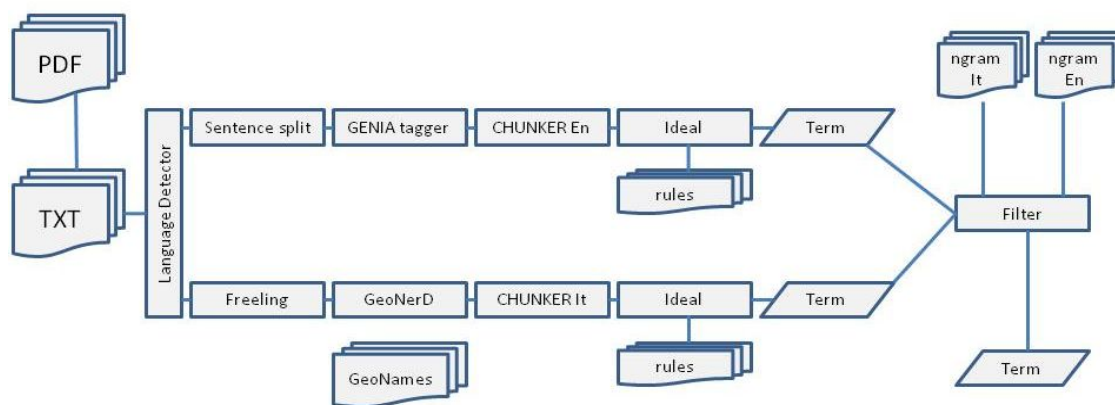 PDF
TXT
Language Detector
Sentence split
GENIA tagger
CHUNKER En
Ideal
Term
rules
Freeling
GeoNerD
CHUNKER It
Ideal
Term
GeoNames
rules
ngram
It
ngram
En
Filter
Term